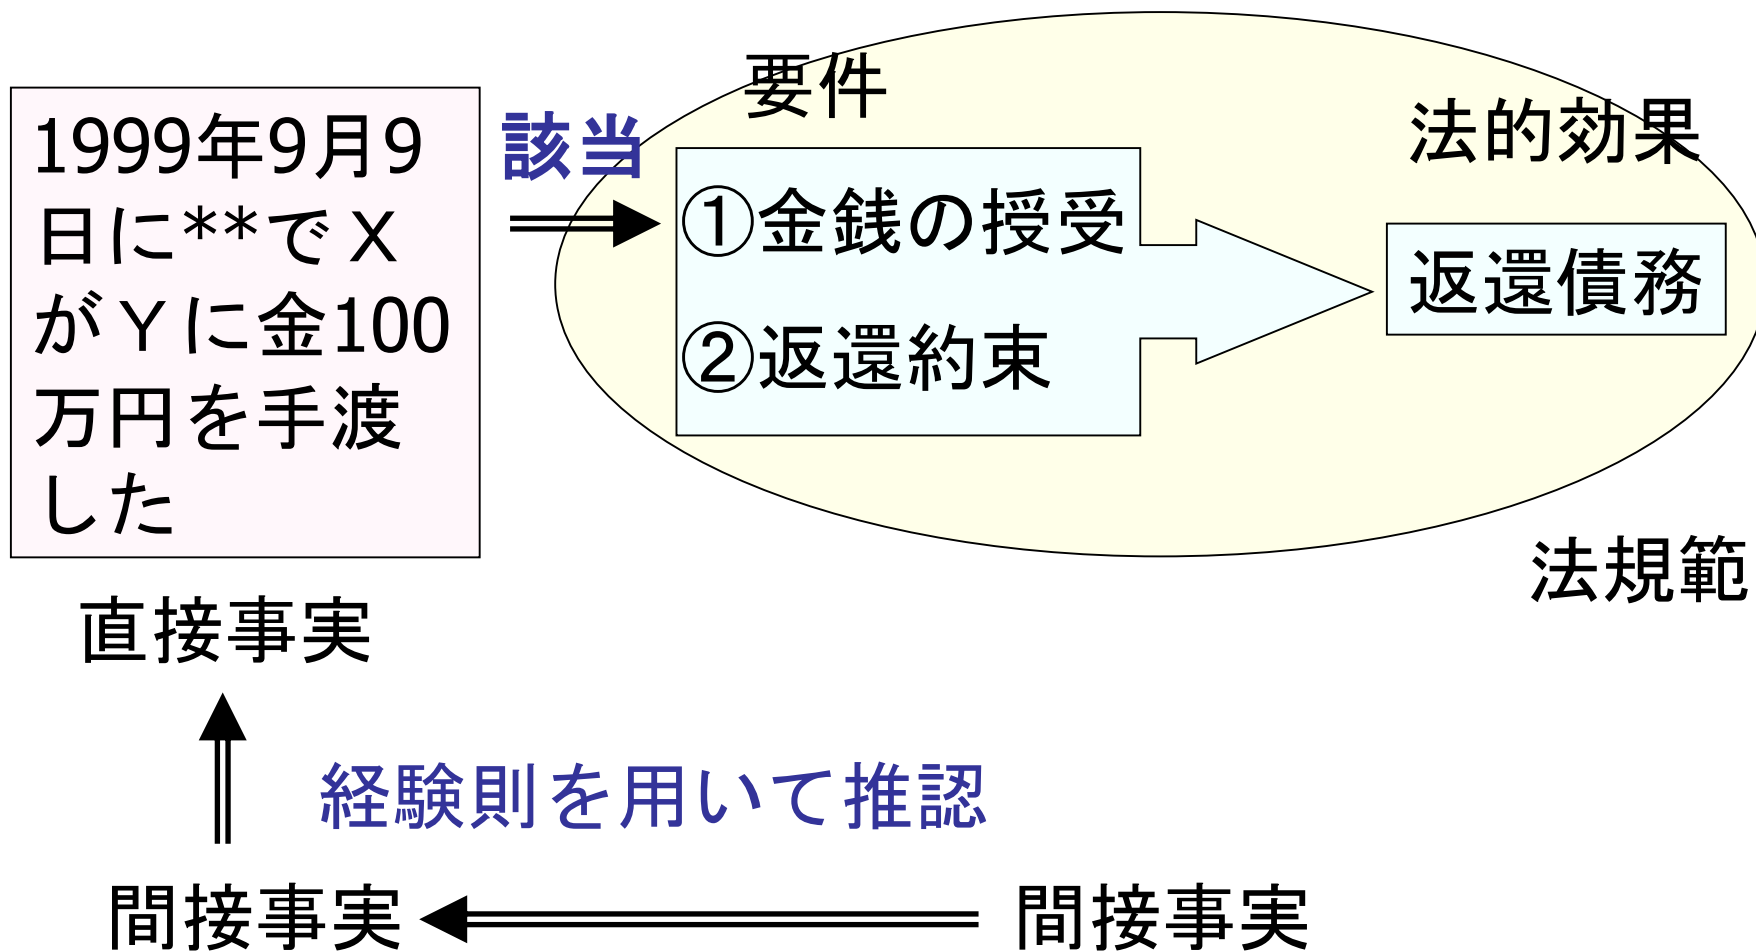 要件
法的効果
該当
1999年9月9
日に**でX
がYに金100
万円を手渡
した
①金銭の授受
②返還約束
返還債務
法規範
直接事実
経験則を用いて推認
間接事実
間接事実